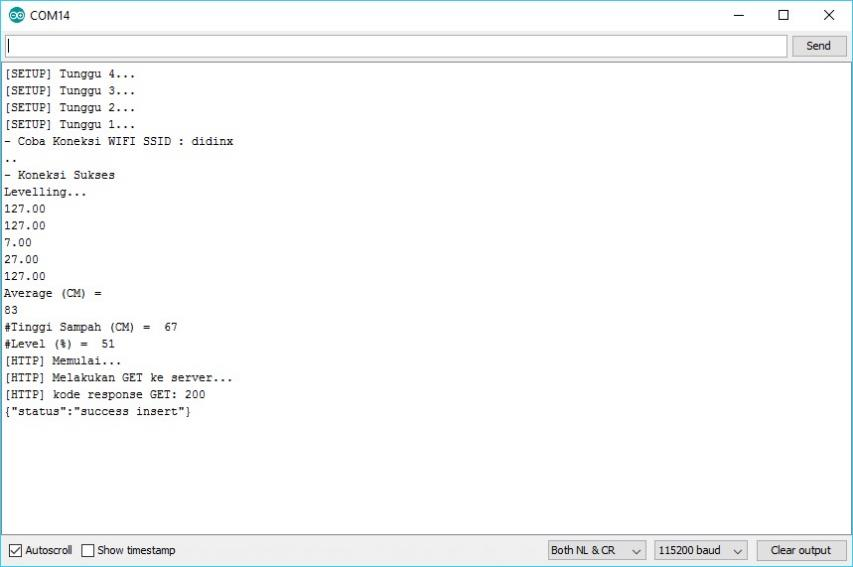 COM14
Send
[SETUP] Tunggu 4...
[SETUP] Tunggu 3...
[SETUP] Tunggu 2...
[SETUP] Tunggu 1...
- Coba Koneksi WIFI SSID : didinx
..
- Koneksi Sukses
Levelling...
127.00
127.00
7.00
27.00
127.00
Average (CM) =
83
#Tinggi Sampah (CM) =  67
#Level (%) =  51
[HTTP] Memulai...
[HTTP] Melakukan GET ke server...
[HTTP] kode response GET: 200
{"status":"success insert"}
Autoscroll Show timestamp Both NL & CR 115200 baud Clear output